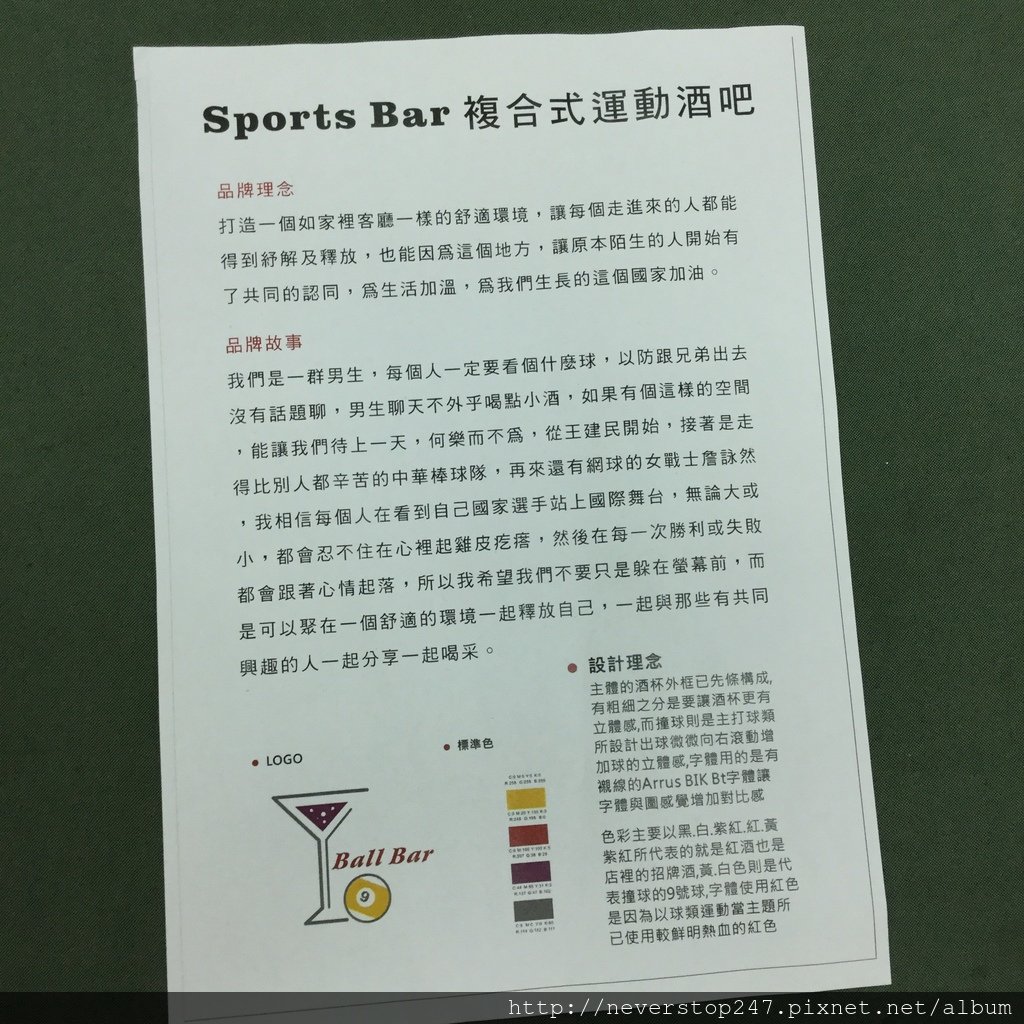 Sports Bar 複合式運動酒吧
品牌理念
打造一個如家裡客廳一樣的舒適環境，讓每個走進來的人都能
得到紓解及釋放，也能因為這個地方，讓原本陌生的人開始有
了共同的認同，為生活加溫，為我們生長的這個國家加油。
品牌故事
我們是一群男生，每個人一定要看個什麼球，以防跟兄弟出去
沒有話題聊，男生聊天不外乎喝點小酒，如果有個這樣的空間
，能讓我們待上一天，何樂而不為，從王建民開始，接著是走
得比別人都辛苦的中華棒球隊，再來還有網球的女戰士詹詠然
，我相信每個人在看到自己國家選手站上國際舞台，無論大或
小，都會忍不住在心裡起雞皮疙瘩，然後在每一次勝利或失敗
都會跟著心情起落，所以我希望我們不要只是躲在螢幕前，而
是可以聚在一個舒適的環境一起釋放自己，一起與那些有共同
興趣的人一起分享一起喝采。
設計理念
主體的酒杯外框已先條構成,
有粗細之分是要讓酒杯更有
立體感,而撞球則是主打球類
所設計出球微微向右滾動增
加球的立體感,字體用的是有
襯線的Arrus BIK Bt字體讓
字體與圖感覺增加對比感
色彩主要以黑.白.紫紅.紅.黃
紫紅所代表的就是紅酒也是
店裡的招牌酒,黃.白色則是代
表撞球的9號球,字體使用紅色
是因為以球類運動當主題所
已使用較鮮明熱血的紅色
LOGO
Ball Bar
9
標準色
http://neverstop247.pixnet.net/album